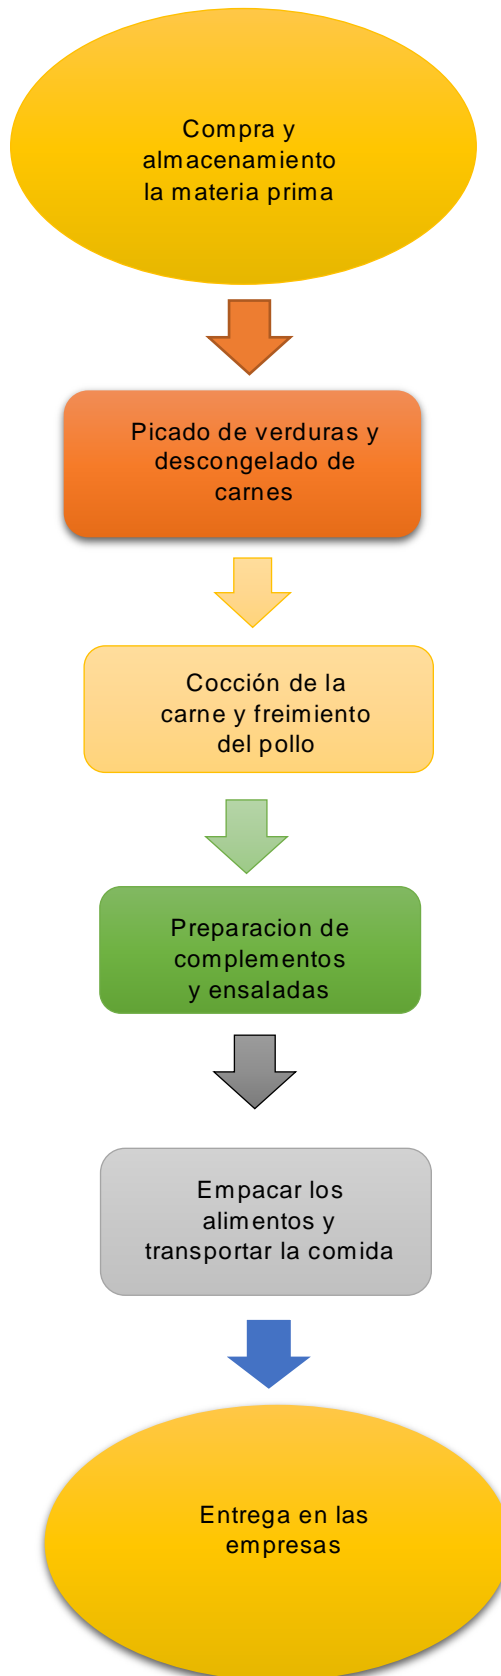 Compra y
almacenamiento
la materia prima
Picado de verduras y
descongelado de
carnes
Cocción de la
carne y freimiento
del pollo
Preparacion de
complementos
y ensaladas
Empacar los
alimentos y
transportar la comida
Entrega en las
empresas